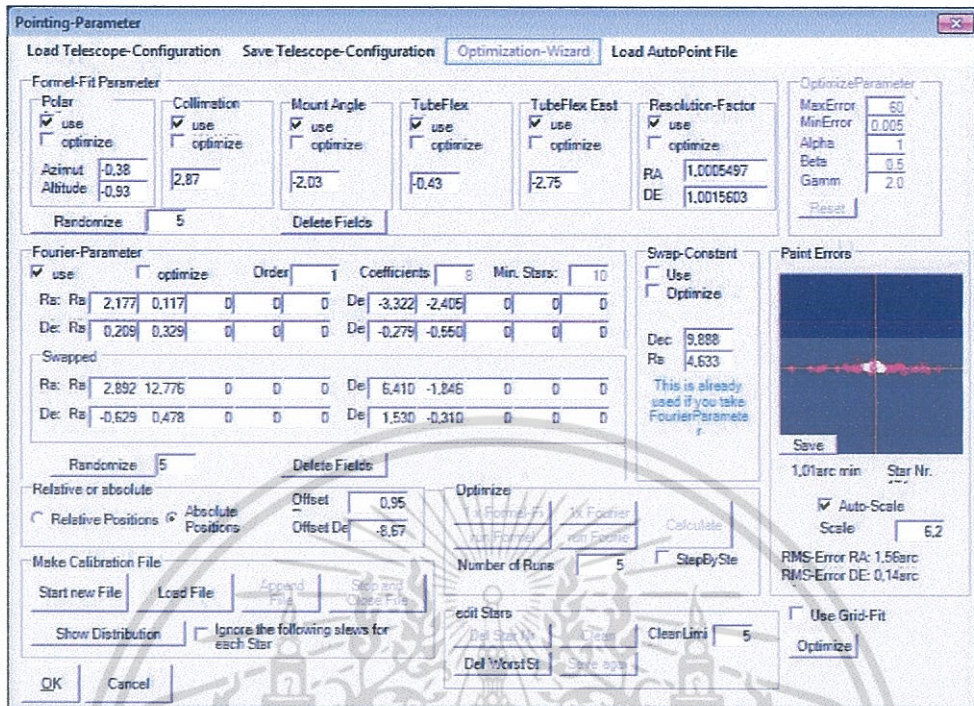 Pointing-Parameter
Load Telescope-Configuration Save Telescope-Configuration Optimization-Wizard Load AutoPoint File
Formel-Fit Parameter
Polar
use
optimize
Azimut -0,38
Altitude -0,93
Collimation
use
optimize
2,87
Mount Angle
use
optimize
-2,03
TubeFlex
use
optimize
-0,43
TubeFlex East
use
optimize
-2,75
Resolution-Factor
use
optimize
RA 1,0005497
DE 1,0015603
Randomize 5 Delete Fields
OptimizeParameter
MaxError 60
MinError 0.005
Alpha 1
Beta 0.5
Gamm 2.0
Reset
Fourier-Parameter
use optimize Order 1 Coefficients 8 Min. Stars: 10
Ra: Ra 2,177 0,117 0 0 0 De -3,322 -2,405 0 0 0
De: Ra 0,209 0,329 0 0 0 De -0,275 -0,550 0 0 0
Swapped
Ra: Ra 2,892 12,776 0 0 0 De 6,410 -1,846 0 0 0
De: Ra -0,629 0,478 0 0 0 De 1,530 -0,310 0 0 0
Randomize 5 Delete Fields
Swap-Constant
Use
Optimize
Dec 9,888
Ra 4,633
This is already
used if you take
FourierParamete
r
Point Errors
Save
1,01arc min Star Nr.
Auto-Scale
Scale 6,2
RMS-Error RA: 1,56arc
RMS-Error DE: 0,14arc
Relative or absolute
Relative Positions Absolute Positions
Offset 0,95
Offset De -8,67
Make Calibration File
Start new File Load File Append File Stop and Close File
Show Distribution Ignore the following slews for
each Star
Optimize
1x Formel-Fi 1x Fourier
run Formel run Fourie
Calculate
Number of Runs 5 StepBySte
edit Stars
Del Star Nr Clean CleanLimi 5
Del Worst St Save agai
Use Grid-Fit
Optimize
OK Cancel